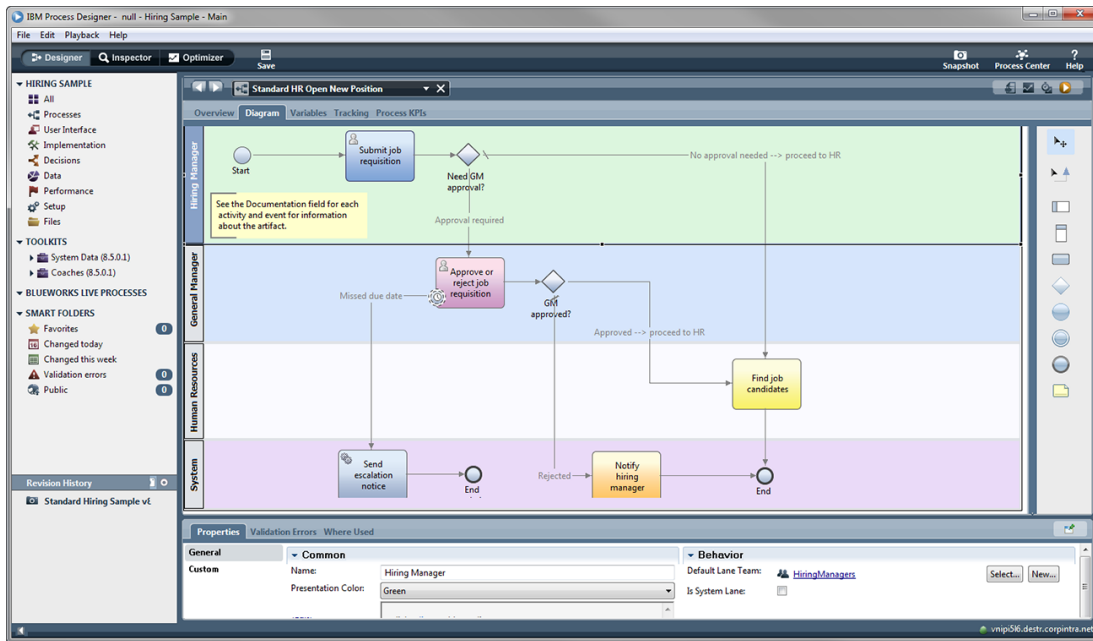 IBM Process Designer - null - Hiring Sample - Main
File Edit Playback Help
Designer Inspector Optimizer
Save
Snapshot Process Center Help
HIRING SAMPLE
All
Processes
User Interface
Implementation
Decisions
Data
Performance
Setup
Files
TOOLKITS
System Data (8.5.0.1)
Coaches (8.5.0.1)
BLUEWORKS LIVE PROCESSES
SMART FOLDERS
Favorites 0
Changed today
Changed this week
Validation errors 0
Public 0
Revision History
Standard Hiring Sample v(
Standard HR Open New Position
Overview Diagram Variables Tracking Process KPIs
Hiring Manager
Start
Submit job
requisition
Need GM
approval?
No approval needed --> proceed to HR
See the Documentation field for each
activity and event for information
about the artifact.
Approval required
General Manager
Approve or
reject job
requisition
Missed due date
GM
approved?
Approved --> proceed to HR
Human Resources
Find job
candidates
System
Send
escalation
notice
End
Rejected
Notify
hiring
manager
End
Properties Validation Errors Where Used
General
Custom
Common
Name: Hiring Manager
Presentation Color: Green
Behavior
Default Lane Team: HiringManagers Select... New...
Is System Lane:
vnipi5l6.destr.corpintra.net